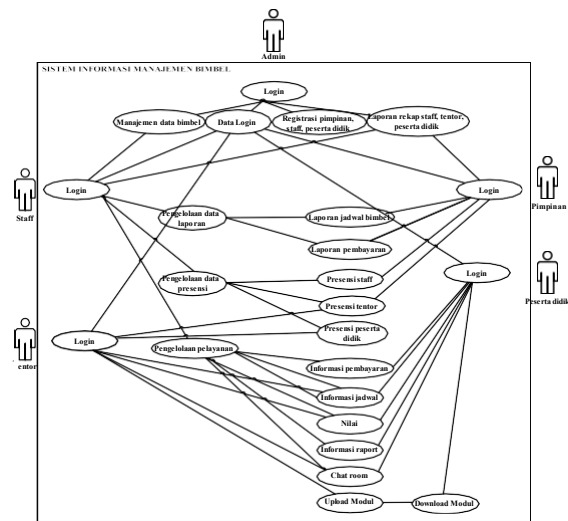 Admin
SISTEM INFORMASI MANAJEMEN BIMBEL
Login
Manajemen data bimbel
Data Login
Registrasi pimpinan,
staff, peserta didik
Laporan rekap staff, tentor,
peserta didik
Login
Staff
Login
Pimpinan
Pengelolaan data
laporan
Laporan jadwal bimbel
Laporan pembayaran
Login
Peserta didik
Pengelolaan data
presensi
Presensi staff
Presensi tentor
Presensi peserta
didik
Login
entor
Pengelolaan pelayanan
Informasi pembayaran
Informasi jadwal
Nilai
Informasi raport
Chat room
Upload Modul
Download Modul